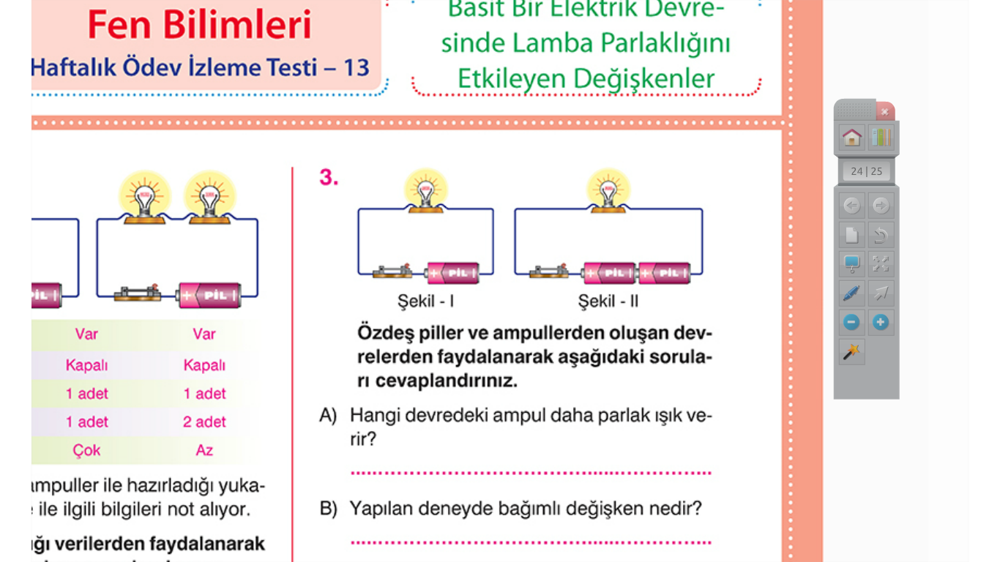 Fen Bilimleri
Haftalık Ödev İzleme Testi – 13
Basit Bir Elektrik Devre-
sinde Lamba Parlaklığını
Etkileyen Değişkenler
PİL
Var Var
Kapalı Kapalı
1 adet 1 adet
1 adet 2 adet
Çok Az
ampuller ile hazırladığı yuka-
ile ilgili bilgileri not alıyor.
verilerden faydalanarak
3.
+ PİL
+ PİL + PİL
Şekil - I Şekil - II
Özdeş piller ve ampullerden oluşan dev-
relerden faydalanarak aşağıdaki sorula-
rı cevaplandırınız.
A) Hangi devredeki ampul daha parlak ışık ve-
rir?
B) Yapılan deneyde bağımlı değişken nedir?
24 | 25